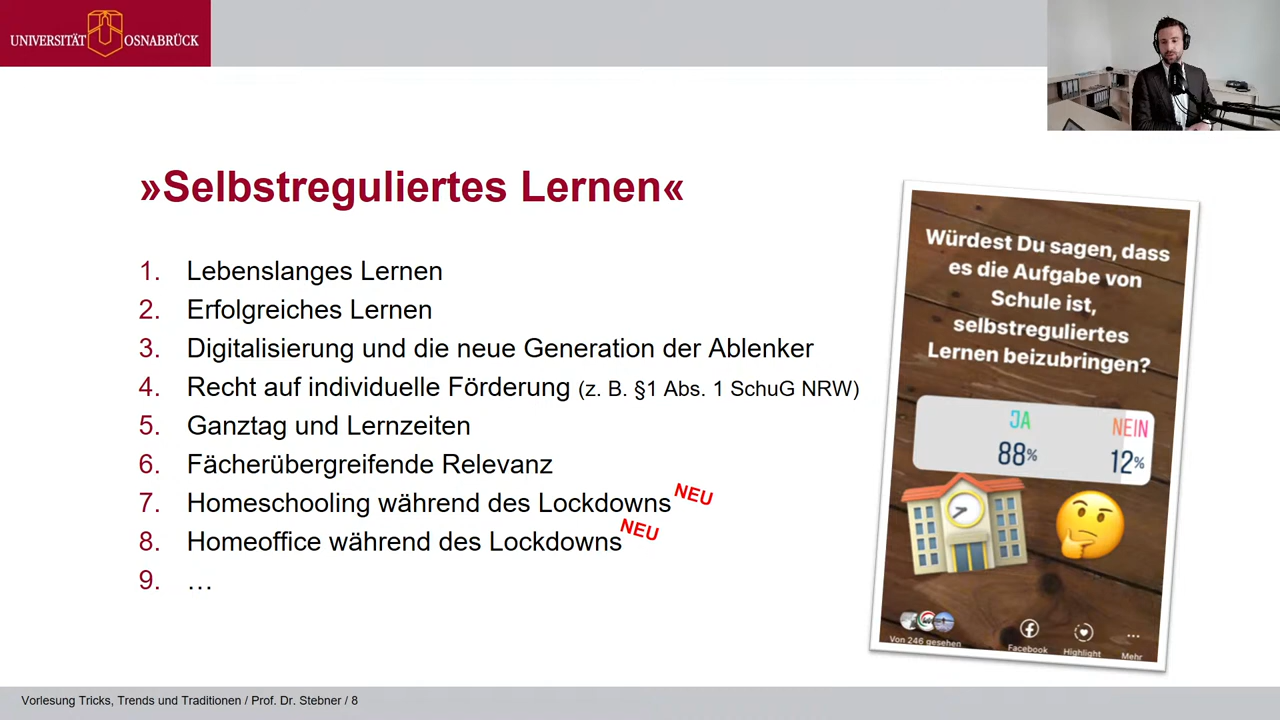 UNIVERSITÄT OSNABRÜCK
»Selbstreguliertes Lernen«
1. Lebenslanges Lernen
2. Erfolgreiches Lernen
3. Digitalisierung und die neue Generation der Ablenker
4. Recht auf individuelle Förderung (z. B. §1 Abs. 1 SchuG NRW)
5. Ganztag und Lernzeiten
6. Fächerübergreifende Relevanz
7. Homeschooling während des Lockdowns NEU
8. Homeoffice während des Lockdowns NEU
9. …
Würdest Du sagen, dass
es die Aufgabe von
Schule ist,
selbstreguliertes
Lernen beizubringen?
JA NEIN
88% 12%
Von 246 gesehen
Facebook Highlight Mehr
Vorlesung Tricks, Trends und Traditionen / Prof. Dr. Stebner / 8